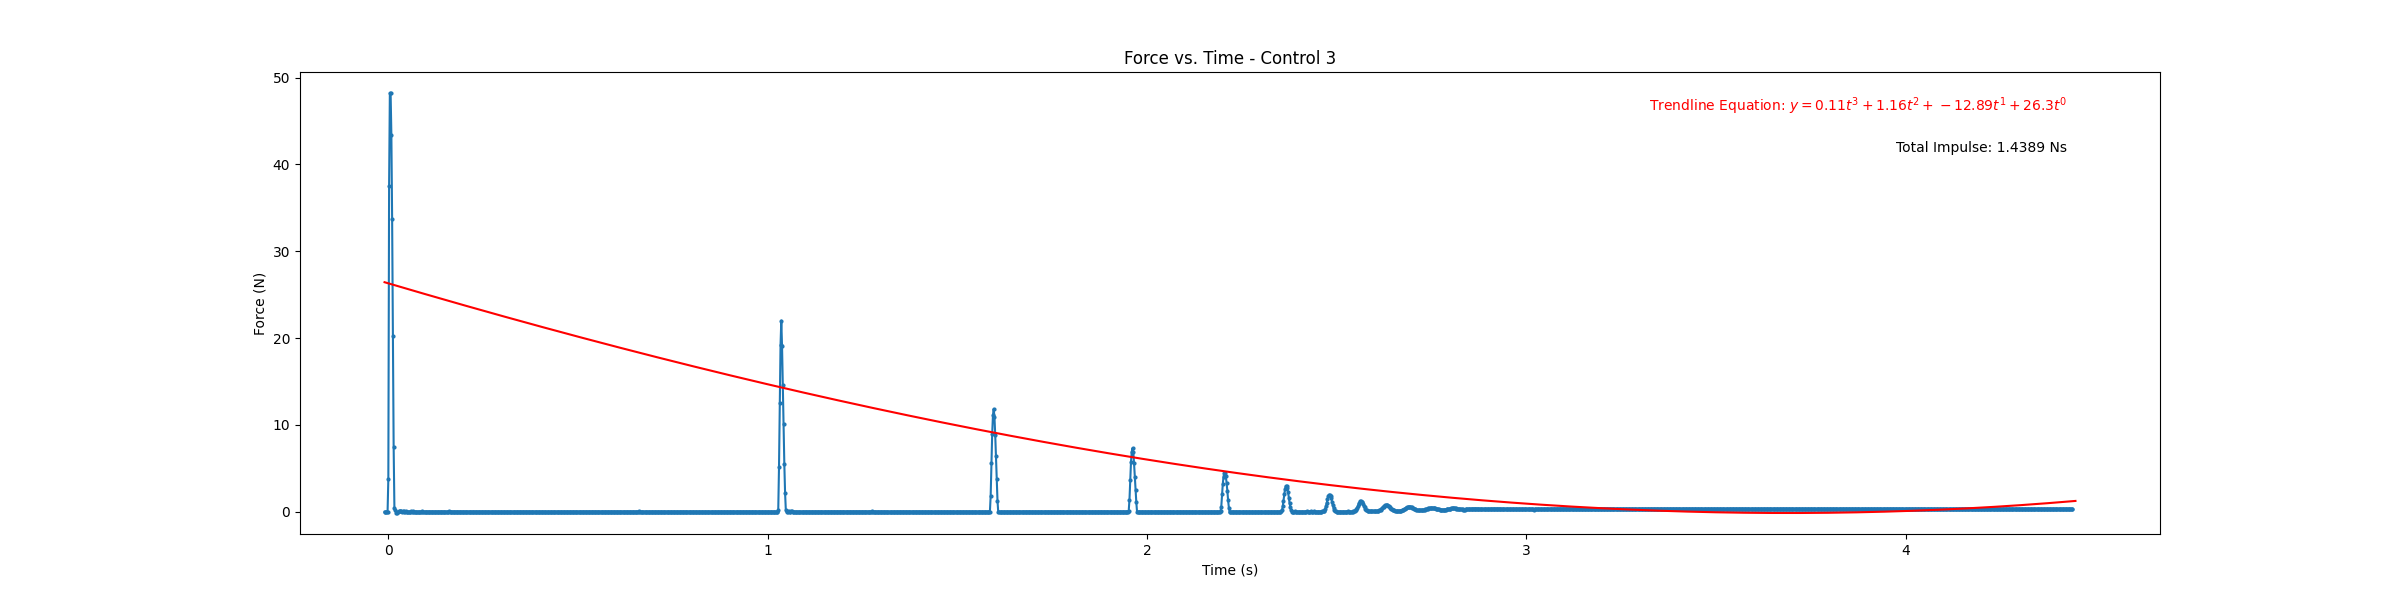 Force vs. Time - Control 3
Trendline Equation: y = 0.11t³ + 1.16t² + −12.89t¹ + 26.3t⁰
Total Impulse: 1.4389 Ns
Force (N)
50
40
30
20
10
0
0 1 2 3 4
Time (s)